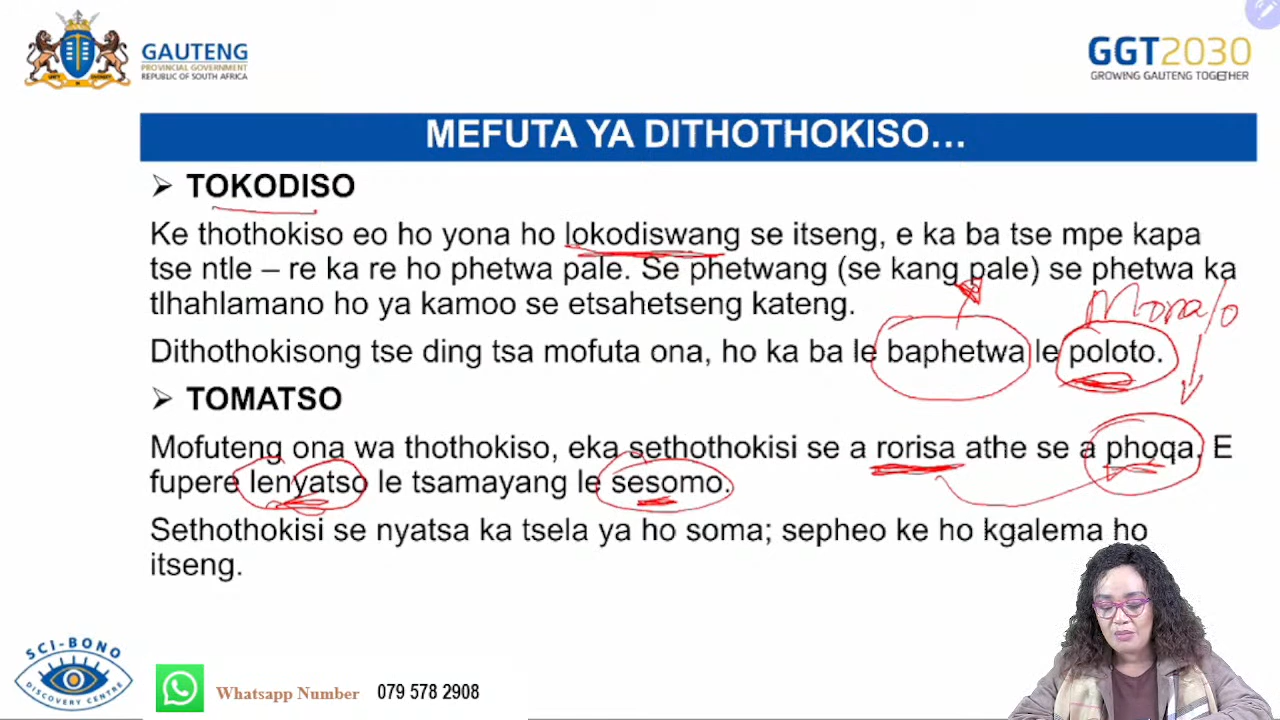 GAUTENG
PROVINCIAL GOVERNMENT
REPUBLIC OF SOUTH AFRICA
GGT2030
GROWING GAUTENG TOGETHER
MEFUTA YA DITHOTHOKISO…
➢ TOKODISO
Ke thothokiso eo ho yona ho lokodiswang se itseng, e ka ba tse mpe kapa
tse ntle – re ka re ho phetwa pale. Se phetwang (se kang pale) se phetwa ka
tlhahlamano ho ya kamoo se etsahetseng kateng.
Moralo
Dithothokisong tse ding tsa mofuta ona, ho ka ba le baphetwa le poloto.
➢ TOMATSO
Mofuteng ona wa thothokiso, eka sethothokisi se a rorisa athe se a phoqa. E
fupere lenyatso le tsamayang le sesomo.
Sethothokisi se nyatsa ka tsela ya ho soma; sepheo ke ho kgalema ho
itseng.
SCI-BONO
DISCOVERY CENTRE
Whatsapp Number 079 578 2908